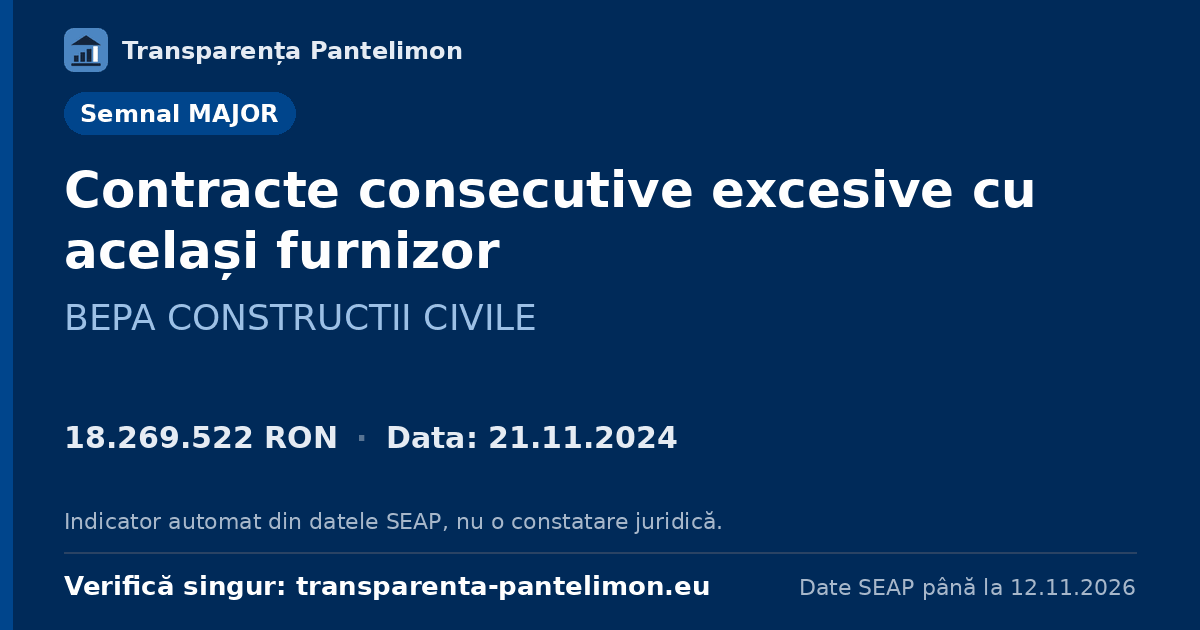 Transparența Pantelimon
Semnal MAJOR
Contracte consecutive excesive cu
același furnizor
BEPA CONSTRUCTII CIVILE
18.269.522 RON · Data: 21.11.2024
Indicator automat din datele SEAP, nu o constatare juridică.
Verifică singur: transparenta-pantelimon.eu
Date SEAP până la 12.11.2026